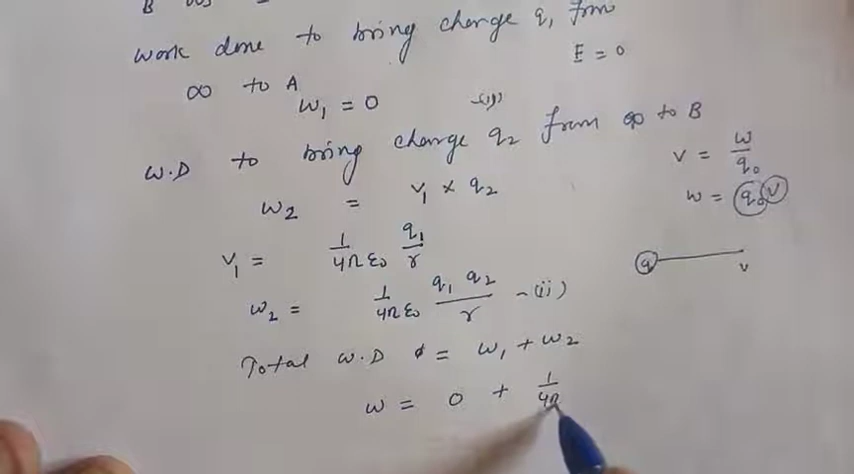 work done to bring charge q₁ from
E = 0
∞ to A
w₁ = 0 -(i)
W.D to bring charge q₂ from ∞ to B
w₂ = v₁ × q₂
v = w/q₀
w = q₀v
v₁ = 1/4πε₀ q₁/r
q v
w₂ = 1/4πε₀ q₁ q₂/r -(ii)
Total W.D = w₁ + w₂
w = 0 + 1/4π